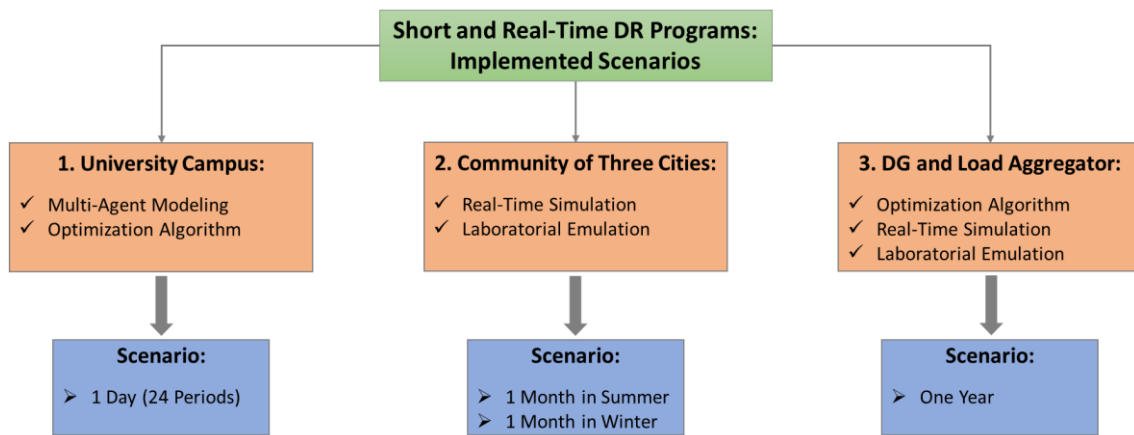 Short and Real-Time DR Programs:
Implemented Scenarios
1. University Campus:
✓ Multi-Agent Modeling
✓ Optimization Algorithm
2. Community of Three Cities:
✓ Real-Time Simulation
✓ Laboratorial Emulation
3. DG and Load Aggregator:
✓ Optimization Algorithm
✓ Real-Time Simulation
✓ Laboratorial Emulation
Scenario:
➢ 1 Day (24 Periods)
Scenario:
➢ 1 Month in Summer
➢ 1 Month in Winter
Scenario:
➢ One Year